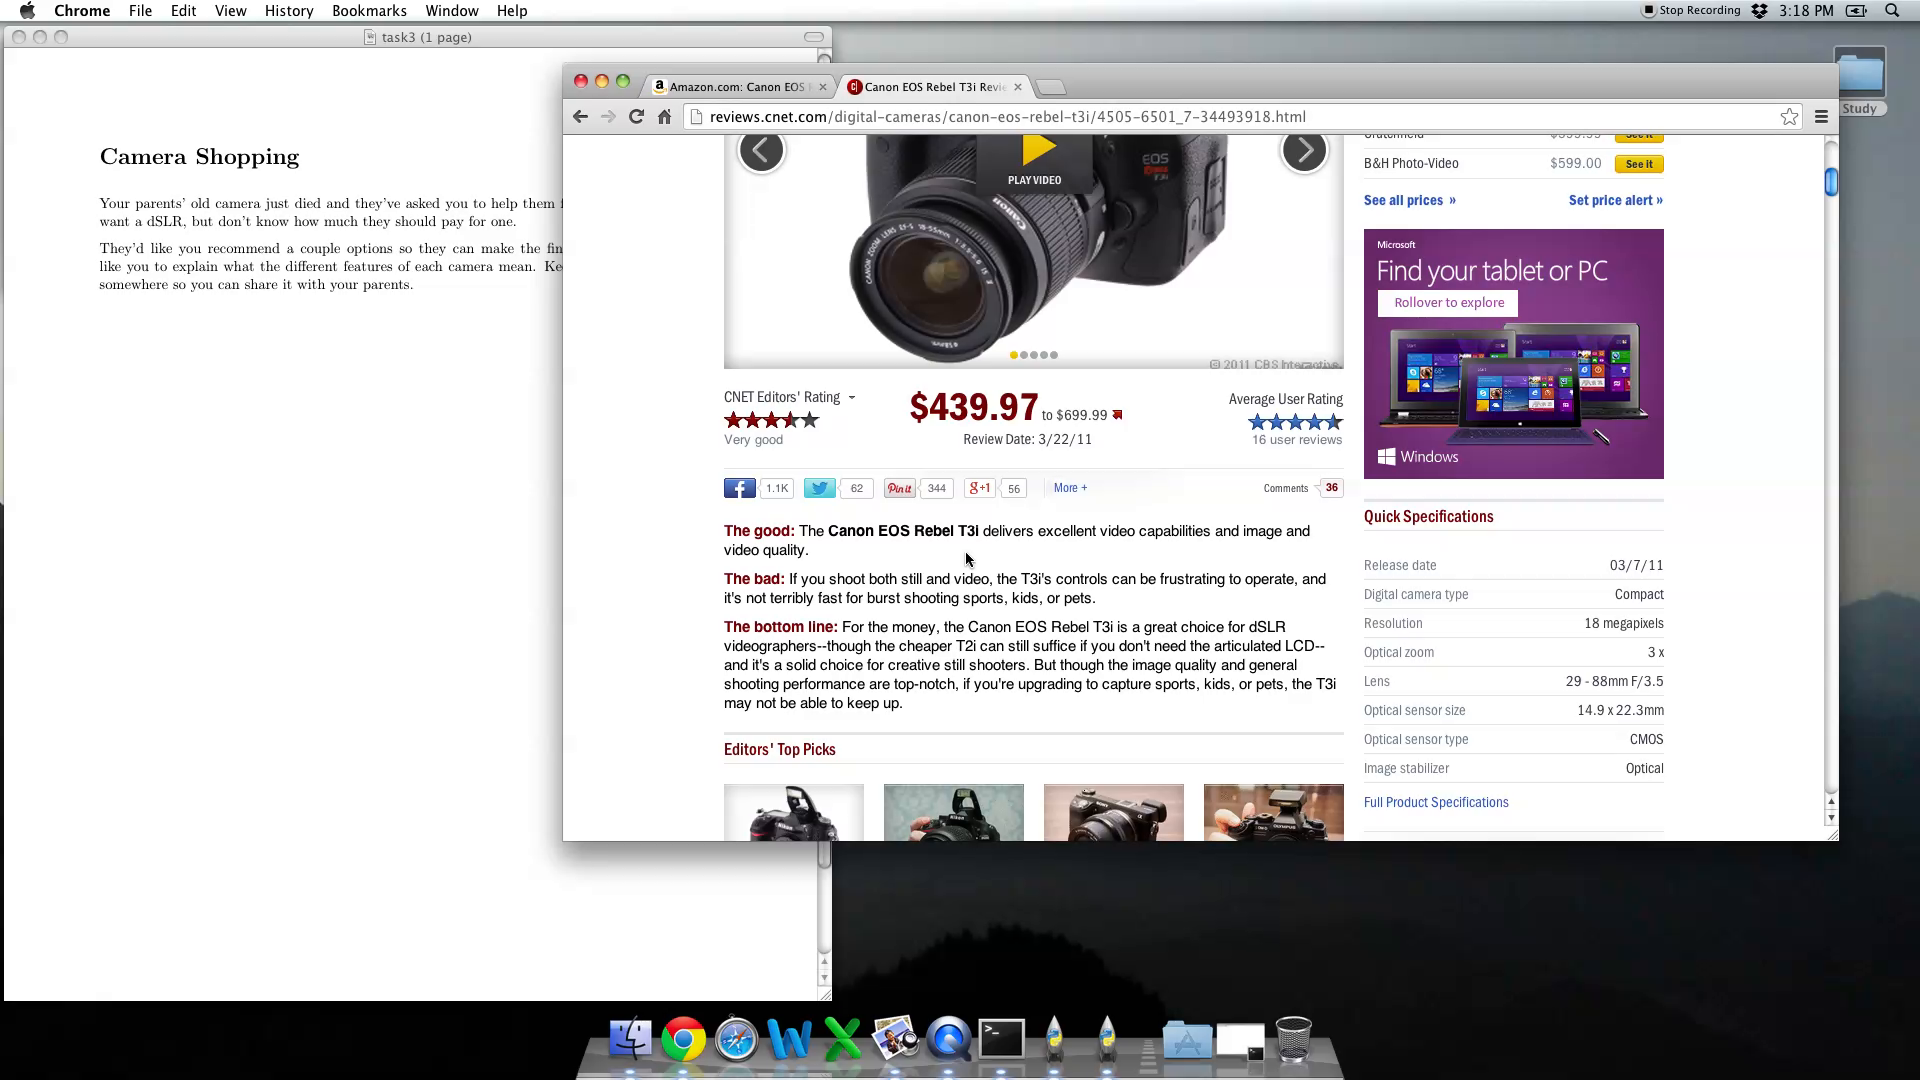 Chrome File Edit View History Bookmarks Window Help
Stop Recording 3:18 PM
task3 (1 page)
Camera Shopping
Your parents' old camera just died and they've asked you to help them
want a dSLR, but don't know how much they should pay for one.
They'd like you recommend a couple options so they can make the
like you to explain what the different features of each camera mean.
somewhere so you can share it with your parents.
Study
Amazon.com: Canon EOS
Canon EOS Rebel T3i Revi
reviews.cnet.com/digital-cameras/canon-eos-rebel-t3i/4505-6501_7-34493918.html
PLAY VIDEO
EOS
CANON ZOOM LENS EF-S 18-55mm
Canon
© 2011 CBS Interactive
B&H Photo-Video $599.00 See it
See all prices » Set price alert »
Microsoft
Find your tablet or PC
Rollover to explore
Windows
CNET Editors' Rating
Very good
$439.97 to $699.99
Review Date: 3/22/11
Average User Rating
16 user reviews
1.1K 62 Pin it 344 g+1 56 More + Comments 36
The good: The Canon EOS Rebel T3i delivers excellent video capabilities and image and
video quality.
The bad: If you shoot both still and video, the T3i's controls can be frustrating to operate, and
it's not terribly fast for burst shooting sports, kids, or pets.
The bottom line: For the money, the Canon EOS Rebel T3i is a great choice for dSLR
videographers--though the cheaper T2i can still suffice if you don't need the articulated LCD--
and it's a solid choice for creative still shooters. But though the image quality and general
shooting performance are top-notch, if you're upgrading to capture sports, kids, or pets, the T3i
may not be able to keep up.
Editors' Top Picks
Quick Specifications
Release date 03/7/11
Digital camera type Compact
Resolution 18 megapixels
Optical zoom 3 x
Lens 29 - 88mm F/3.5
Optical sensor size 14.9 x 22.3mm
Optical sensor type CMOS
Image stabilizer Optical
Full Product Specifications